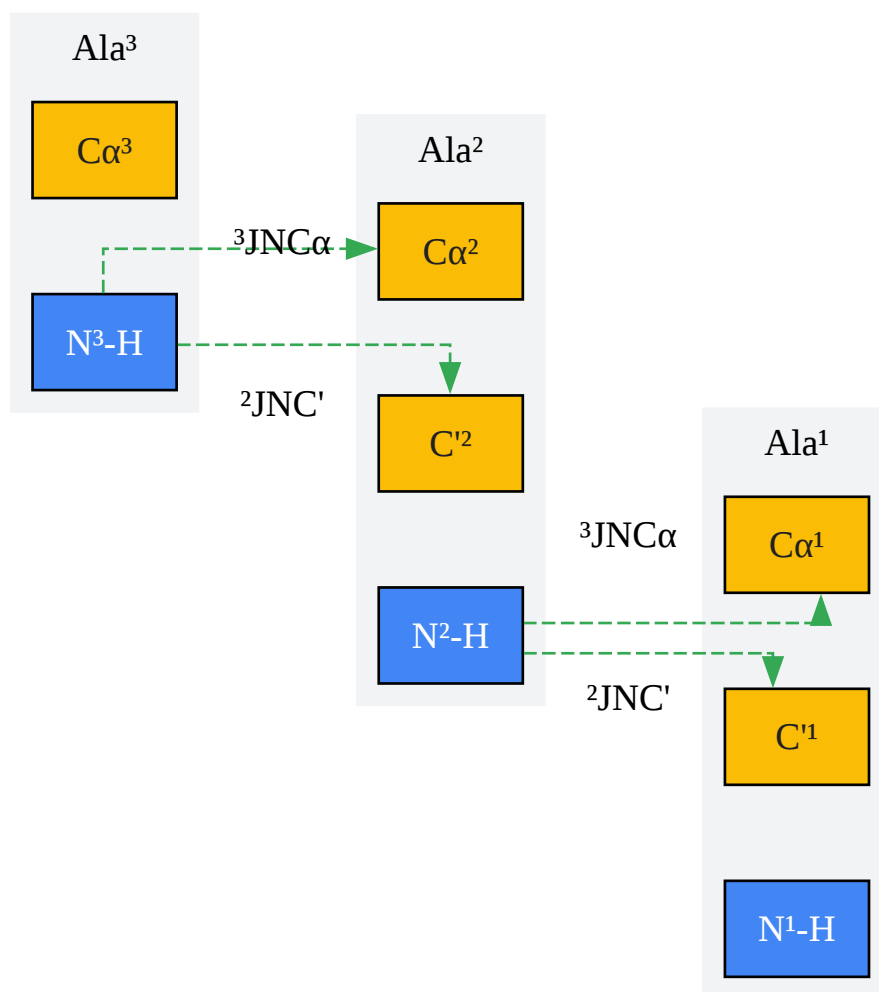 Ala³
Cα³
N³-H
³JNCα
²JNC'
Ala²
Cα²
C'²
N²-H
³JNCα
²JNC'
Ala¹
Cα¹
C'¹
N¹-H